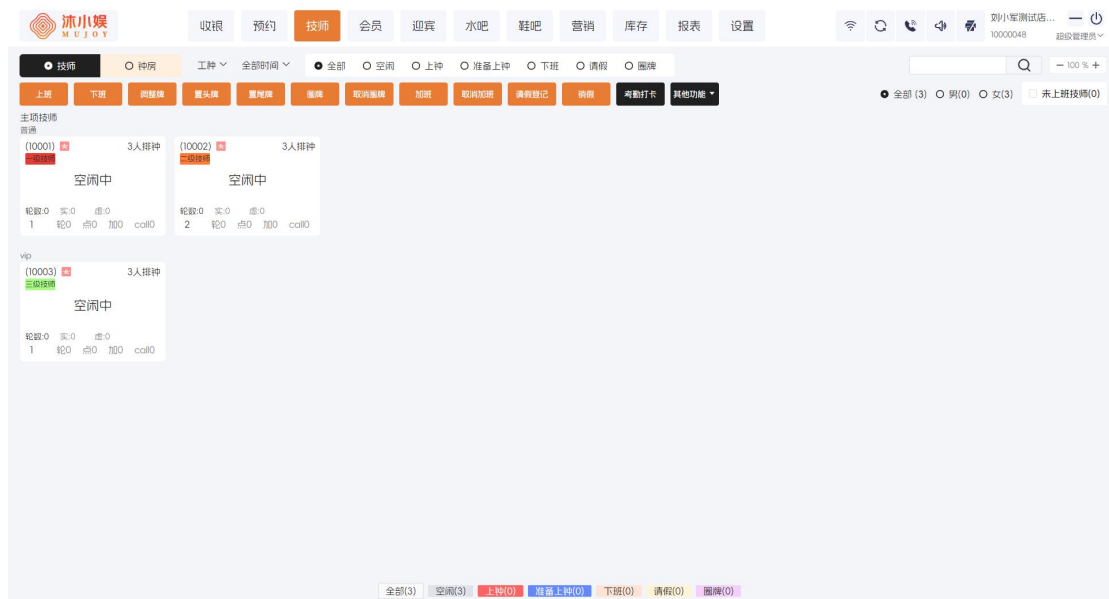 沐小娱
MUJOY
收银 预约 技师 会员 迎宾 水吧 鞋吧 营销 库存 报表 设置
刘小军测试店...
10000048 超级管理员
技师 钟房 工种 全部时间 全部 空闲 上钟 准备上钟 下班 请假 圈牌
- 100 % +
上班 下班 调整牌 置头牌 置尾牌 圈牌 取消圈牌 加班 取消加班 请假登记 销假 考勤打卡 其他功能
全部 (3) 男(0) 女(3) 未上班技师(0)
主项技师
普通
(10001) 3人排钟
一级技师
空闲中
轮数:0 实:0 虚:0
1 轮0 点0 加0 call0
(10002) 3人排钟
二级技师
空闲中
轮数:0 实:0 虚:0
2 轮0 点0 加0 call0
vip
(10003) 3人排钟
三级技师
空闲中
轮数:0 实:0 虚:0
1 轮0 点0 加0 call0
全部(3) 空闲(3) 上钟(0) 准备上钟(0) 下班(0) 请假(0) 圈牌(0)